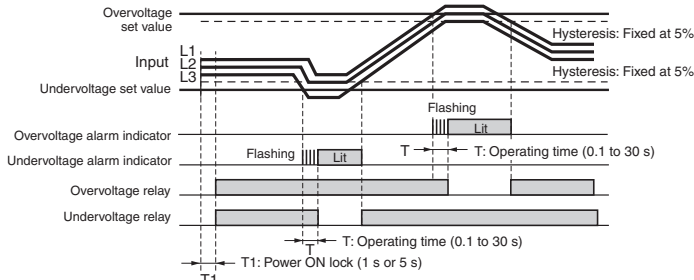 Overvoltage
set value
Hysteresis: Fixed at 5%
L1
Input
L2
L3
Hysteresis: Fixed at 5%
Undervoltage set value
Flashing
Overvoltage alarm indicator
Lit
T
T: Operating time (0.1 to 30 s)
Flashing
Undervoltage alarm indicator
Lit
Overvoltage relay
Undervoltage relay
T
T: Operating time (0.1 to 30 s)
T1: Power ON lock (1 s or 5 s)
T1